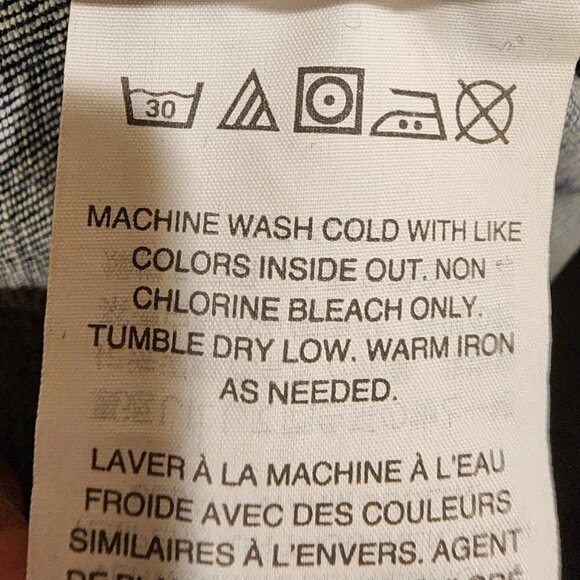 30
MACHINE WASH COLD WITH LIKE
COLORS INSIDE OUT. NON
CHLORINE BLEACH ONLY.
TUMBLE DRY LOW. WARM IRON
AS NEEDED.
LAVER À LA MACHINE À L'EAU
FROIDE AVEC DES COULEURS
SIMILAIRES À L'ENVERS. AGENT